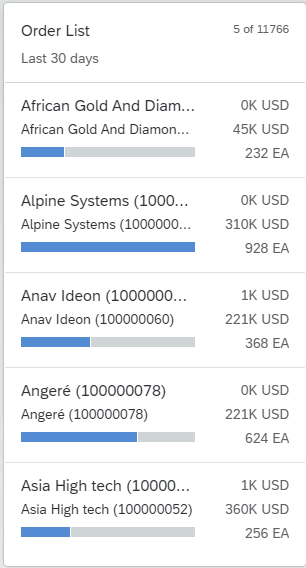 Order List 5 of 11766
Last 30 days
African Gold And Diam... 0K USD
African Gold And Diamon... 45K USD
232 EA
Alpine Systems (1000... 0K USD
Alpine Systems (1000000... 310K USD
928 EA
Anav Ideon (1000000... 1K USD
Anav Ideon (100000060) 221K USD
368 EA
Angeré (100000078) 0K USD
Angeré (100000078) 221K USD
624 EA
Asia High tech (10000... 1K USD
Asia High tech (100000052) 360K USD
256 EA